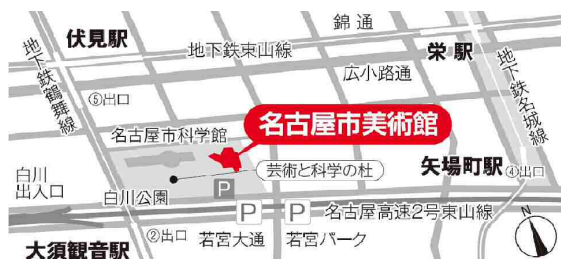 錦通
伏見駅
地下鉄東山線
栄駅
地下鉄鶴舞線
⑤出口
広小路通
地下鉄名城線
名古屋市科学館
名古屋市美術館
芸術と科学の杜
矢場町駅
④出口
白川
出入口
白川公園
P
P
P
名古屋高速2号東山線
N
大須観音駅
②出口
若宮大通
若宮パーク